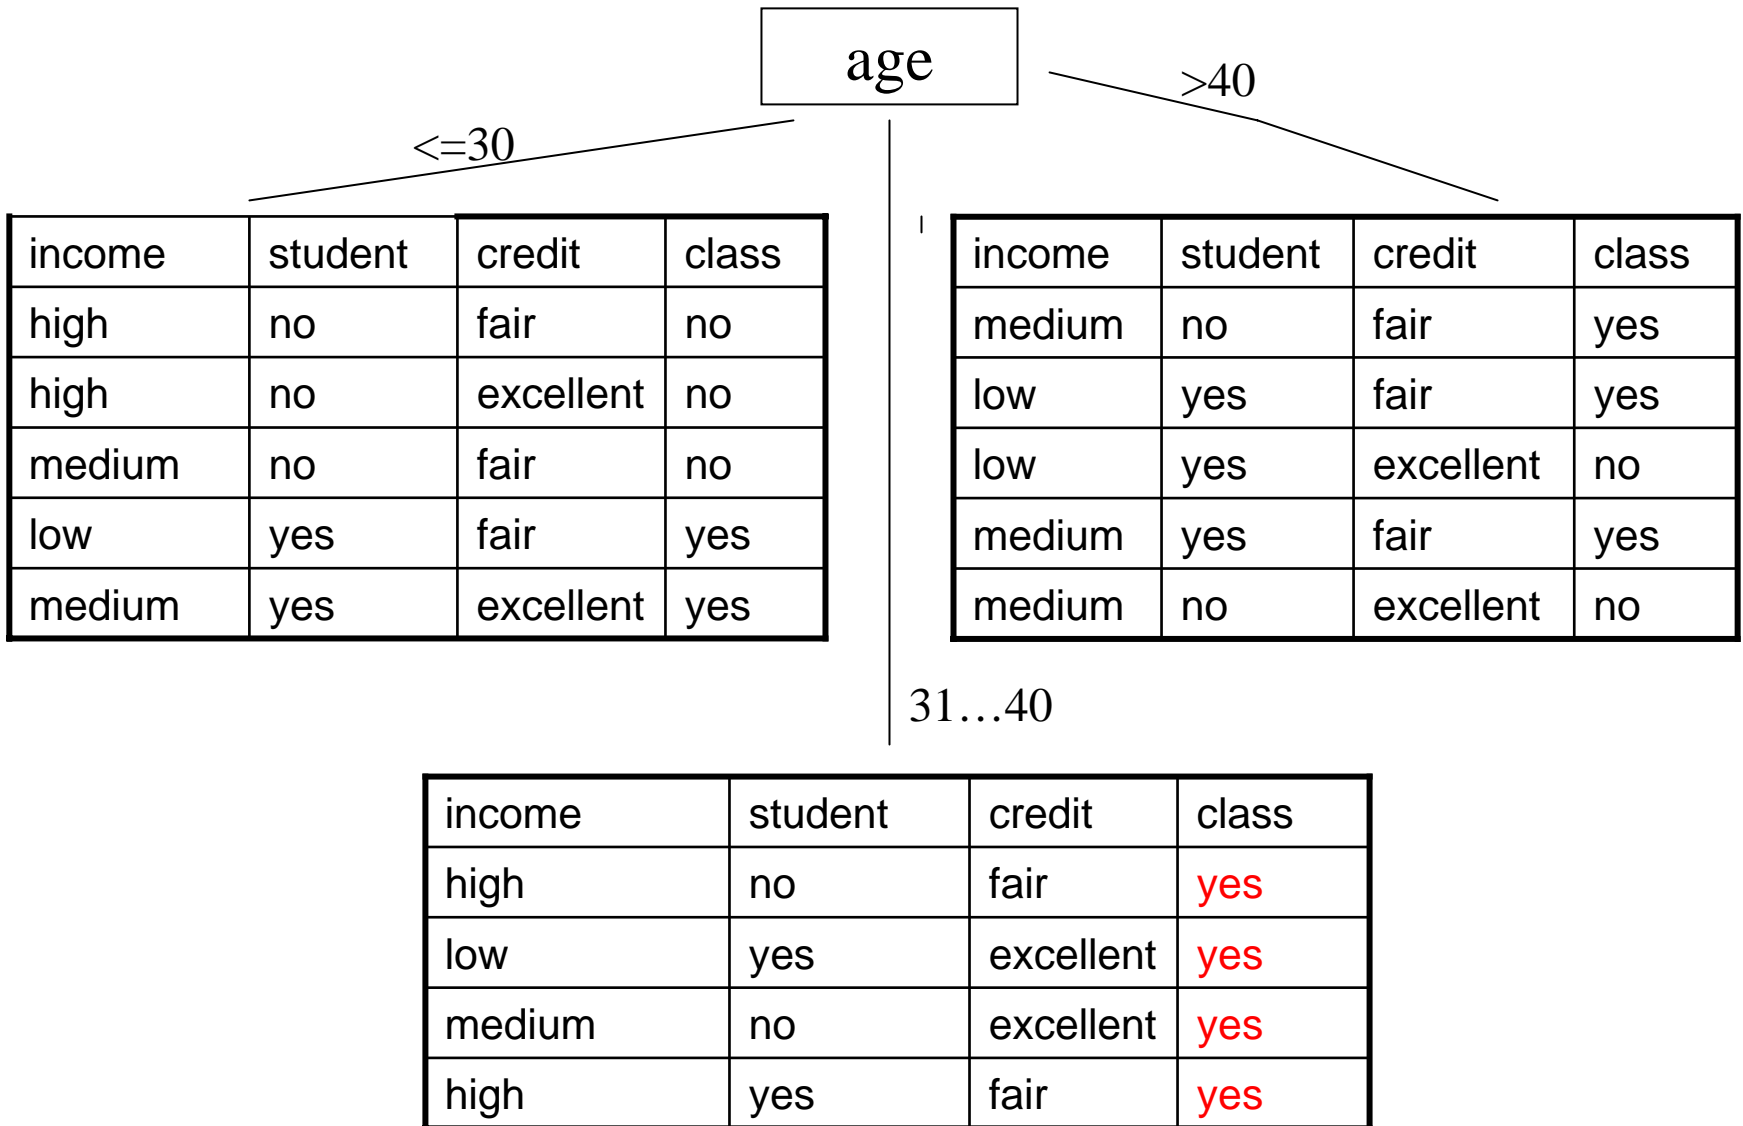 age
<=30
>40
income student credit class
high no fair no
high no excellent no
medium no fair no
low yes fair yes
medium yes excellent yes
income student credit class
medium no fair yes
low yes fair yes
low yes excellent no
medium yes fair yes
medium no excellent no
31…40
income student credit class
high no fair yes
low yes excellent yes
medium no excellent yes
high yes fair yes